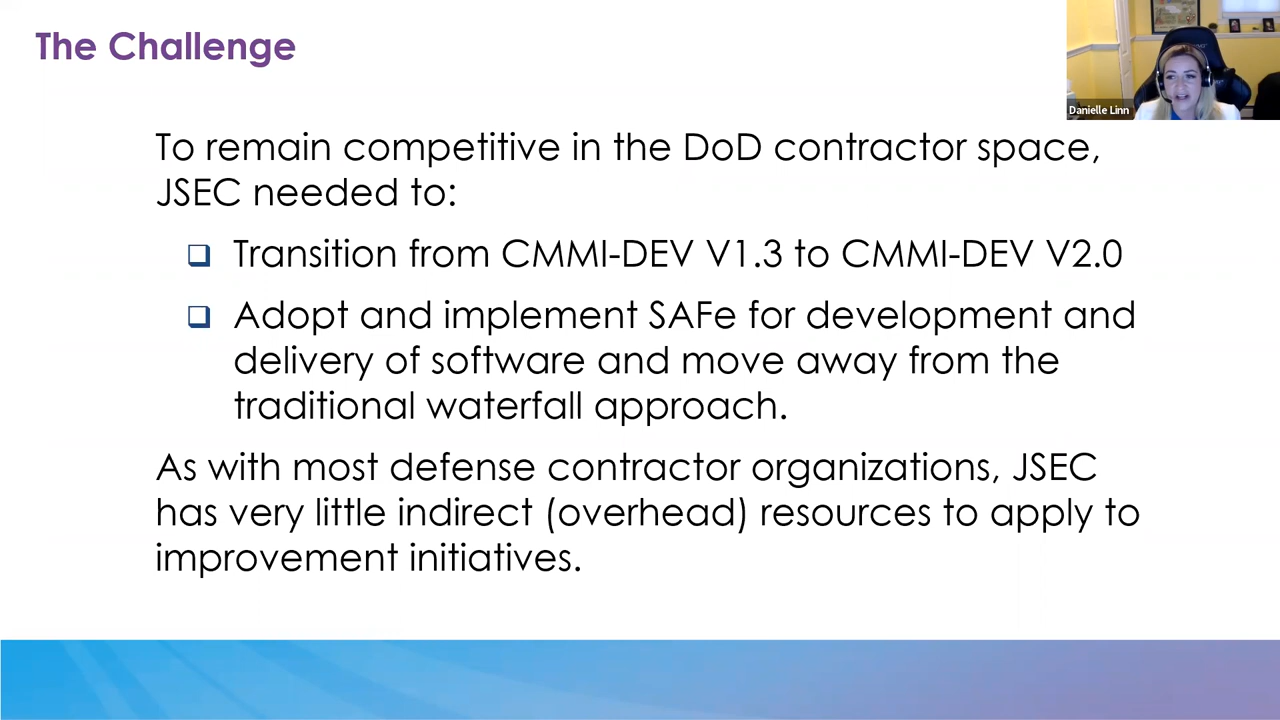 The Challenge
Danielle Linn
To remain competitive in the DoD contractor space,
JSEC needed to:
Transition from CMMI-DEV V1.3 to CMMI-DEV V2.0
Adopt and implement SAFe for development and
delivery of software and move away from the
traditional waterfall approach.
As with most defense contractor organizations, JSEC
has very little indirect (overhead) resources to apply to
improvement initiatives.